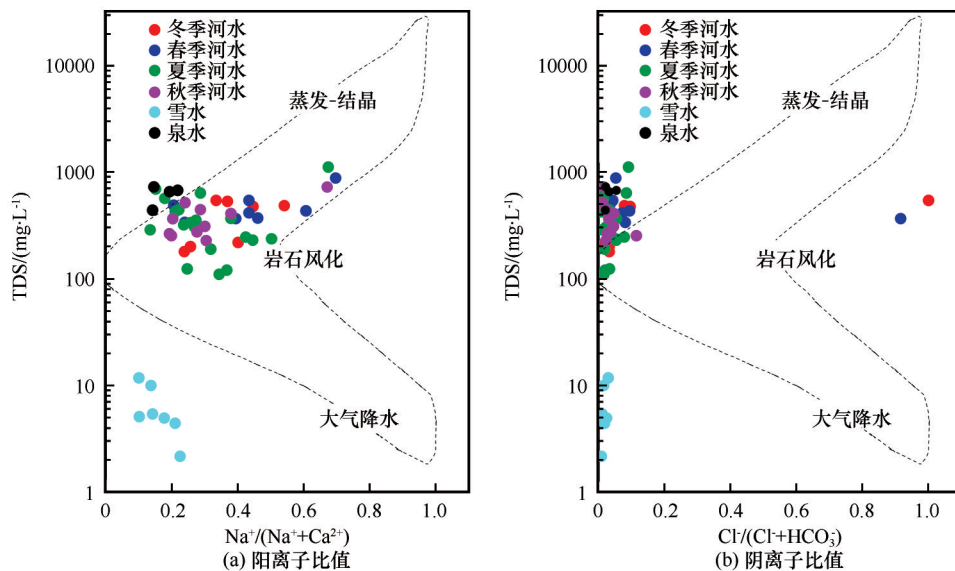 冬季河水
春季河水
夏季河水
秋季河水
雪水
泉水
蒸发-结晶
岩石风化
大气降水
10000
1000
100
10
1
TDS/(mg·L⁻¹)
0 0.2 0.4 0.6 0.8 1.0
Na⁺/(Na⁺+Ca²⁺)
(a) 阳离子比值
冬季河水
春季河水
夏季河水
秋季河水
雪水
泉水
蒸发-结晶
岩石风化
大气降水
10000
1000
100
10
1
TDS/(mg·L⁻¹)
0 0.2 0.4 0.6 0.8 1.0
Cl⁻/(Cl⁻+HCO₃⁻)
(b) 阴离子比值